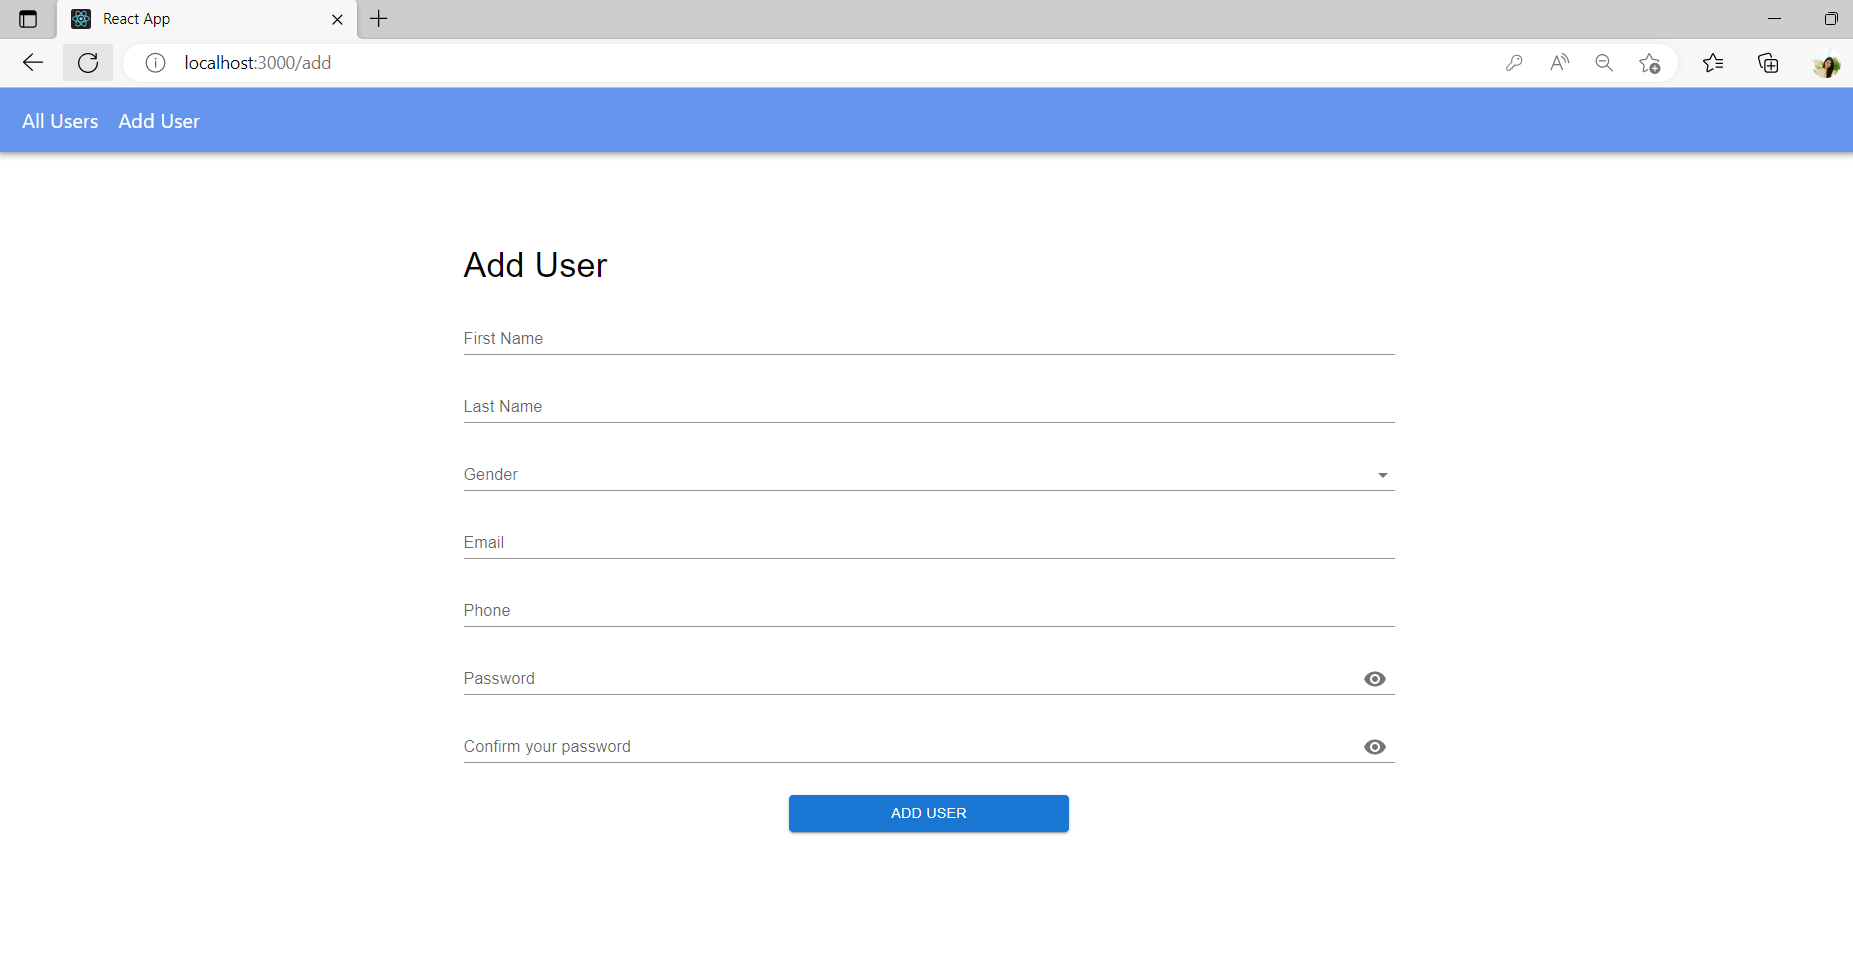 React App
localhost:3000/add
All Users Add User
Add User
First Name
Last Name
Gender
Email
Phone
Password
Confirm your password
ADD USER